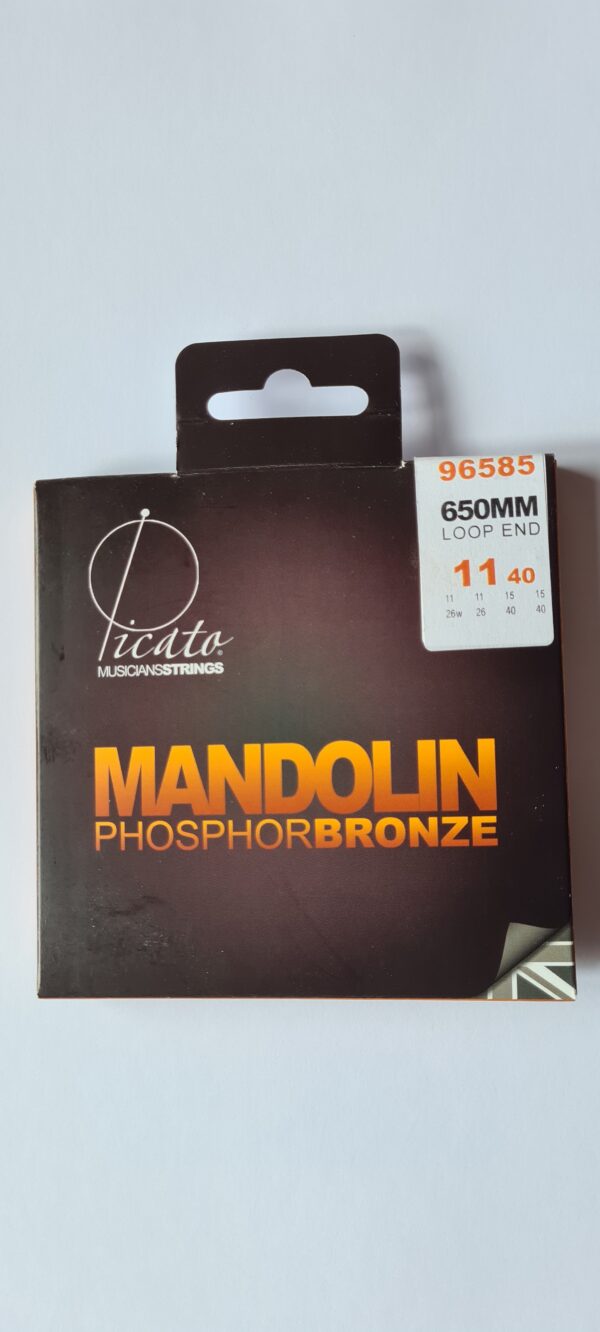 96585
650MM
LOOP END
11 40
11 11 15 15
26w 26 40 40
Picato®
MUSICIANSSTRINGS
MANDOLIN
PHOSPHORBRONZE